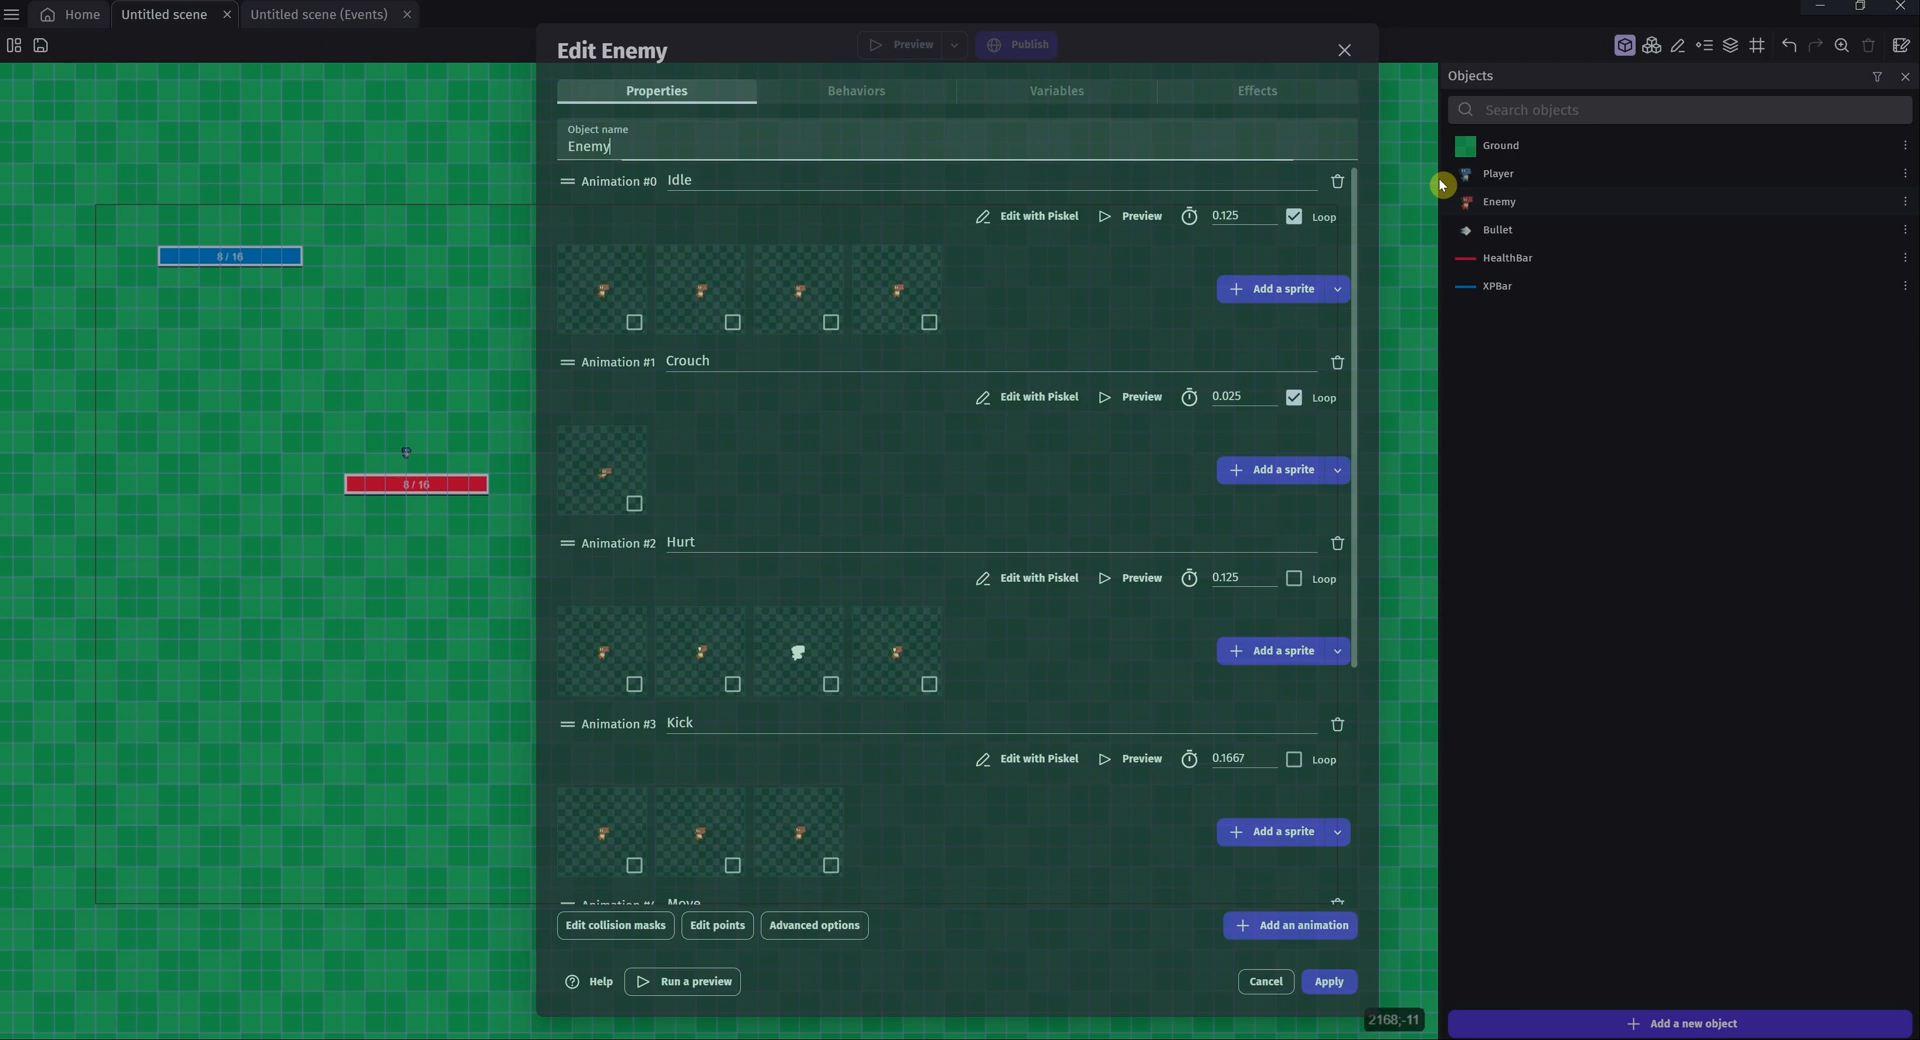 Home
Untitled scene
Untitled scene (Events)
Preview
Publish
Edit Enemy
Properties
Behaviors
Variables
Effects
Object name
Enemy
Animation #0 Idle
Edit with Piskel
Preview
0.125
Loop
Add a sprite
Animation #1 Crouch
Edit with Piskel
Preview
0.025
Loop
Add a sprite
Animation #2 Hurt
Edit with Piskel
Preview
0.125
Loop
Add a sprite
Animation #3 Kick
Edit with Piskel
Preview
0.1667
Loop
Add a sprite
Animation #4 Move
Edit collision masks
Edit points
Advanced options
Add an animation
Help
Run a preview
Cancel
Apply
8 / 16
8 / 16
2168;-11
Objects
Search objects
Ground
Player
Enemy
Bullet
HealthBar
XPBar
Add a new object